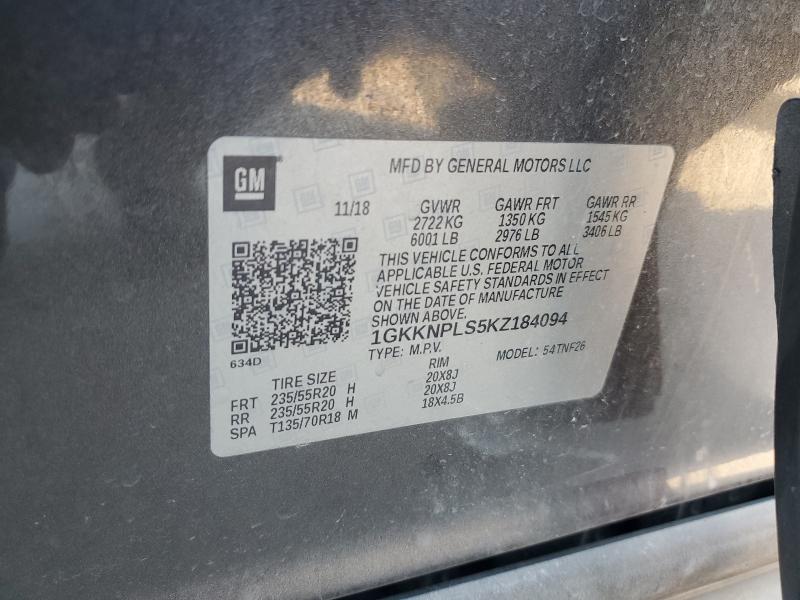 GM
MFD BY GENERAL MOTORS LLC
11/18 GVWR GAWR FRT GAWR RR
2722 KG 1350 KG 1545 KG
6001 LB 2976 LB 3406 LB
THIS VEHICLE CONFORMS TO ALL
APPLICABLE U.S. FEDERAL MOTOR
VEHICLE SAFETY STANDARDS IN EFFECT
ON THE DATE OF MANUFACTURE
SHOWN ABOVE.
1GKKNPLS5KZ184094
TYPE: M.P.V. MODEL: 54TNF26
634D
TIRE SIZE RIM
FRT 235/55R20 H 20X8J
RR 235/55R20 H 20X8J
SPA T135/70R18 M 18X4.5B